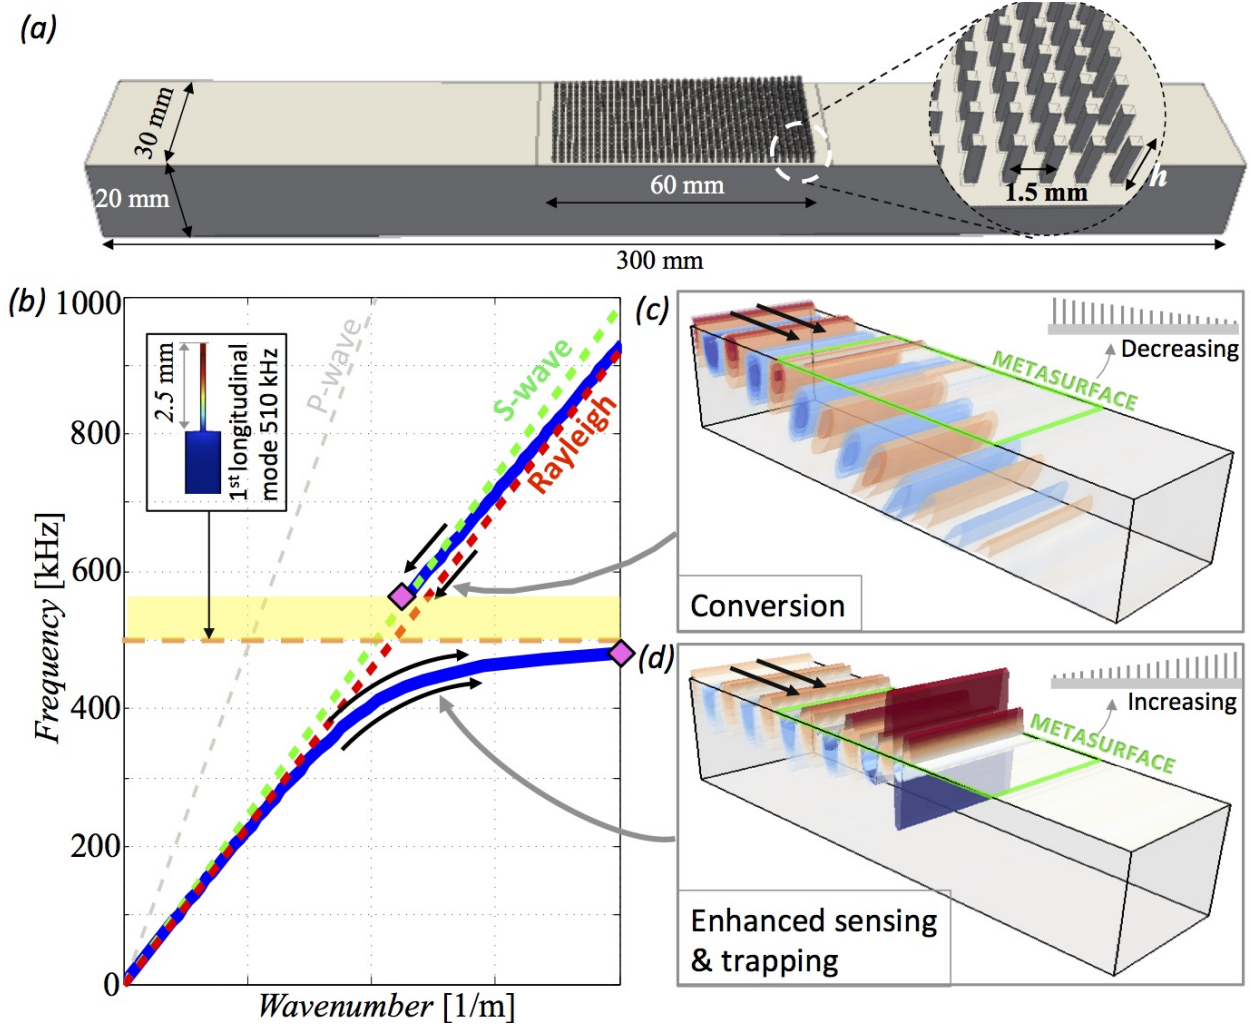 (a)
30 mm
20 mm
60 mm
1.5 mm
h
300 mm
(b)
1000
800
600
400
200
0
Frequency [kHz]
Wavenumber [1/m]
2.5 mm
1st longitudinal
mode 510 kHz
P-wave
S-wave
Rayleigh
(c)
Decreasing
METASURFACE
Conversion
(d)
Increasing
METASURFACE
Enhanced sensing
& trapping